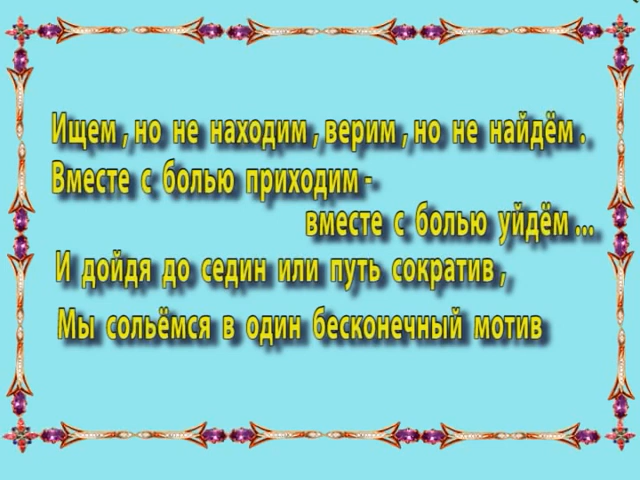 Ищем , но не находим , верим , но не найдём .
Вместе с болью приходим -
вместе с болью уйдём ...
И дойдя до седин или путь сократив ,
Мы сольёмся в один бесконечный мотив